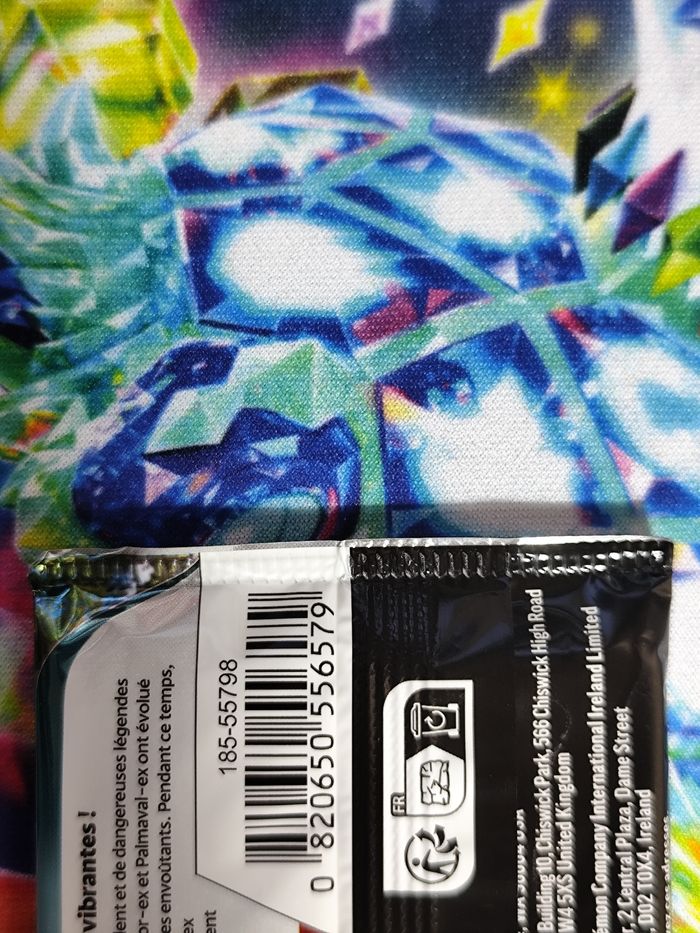 vibrantes !
lent et de dangereuses légendes
or-ex et Palmaval-ex ont évolué
es envoûtants. Pendant ce temps,
ex
ent
185-55798
0 820650 556579
FR
Building 10, Chiswick Park, 566 Chiswick High Road
W4 5XS United Kingdom
émon Company International Ireland Limited
r, 2 Central Plaza, Dame Street
, D02 T0X4, Ireland